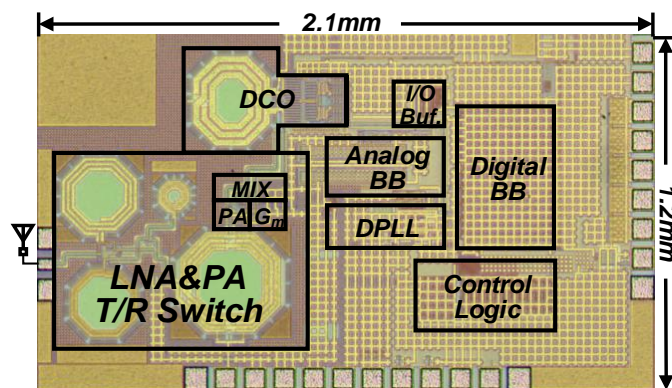 2.1mm
DCO
I/O
Buf.
Analog
BB
Digital
BB
MIX
PA
Gm
DPLL
1.2mm
LNA&PA
T/R Switch
Control
Logic